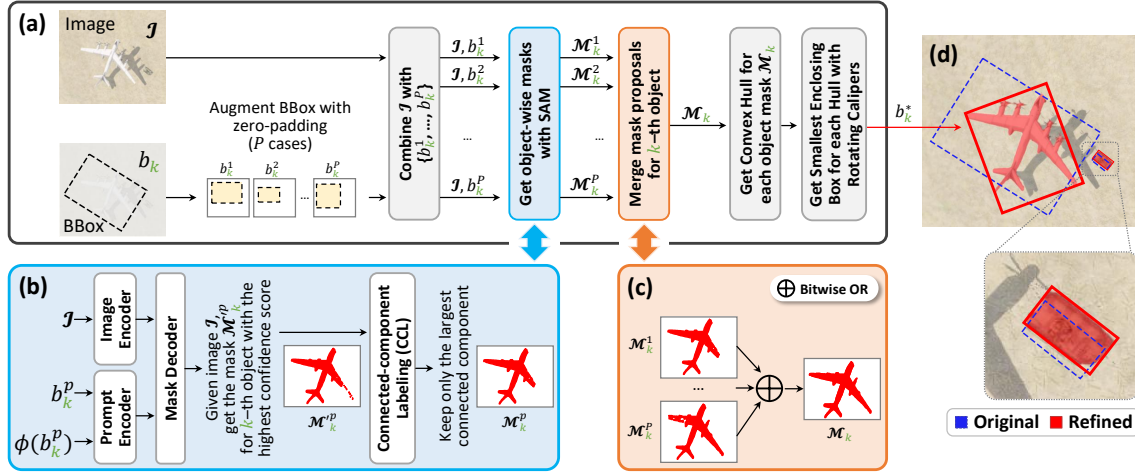 (a)
Image
𝓘
Augment BBox with
zero-padding
(P cases)
b_k
BBox
b_k^1
b_k^2
...
b_k^P
Combine 𝓘 with
{b_k^1, ..., b_k^P}
𝓘, b_k^1
𝓘, b_k^2
...
𝓘, b_k^P
Get object-wise masks
with SAM
𝓜_k^1
𝓜_k^2
...
𝓜_k^P
Merge mask proposals
for k−th object
𝓜_k
Get Convex Hull for
each object mask 𝓜_k
Get Smallest Enclosing
Box for each Hull with
Rotating Calipers
b_k^*
(b)
𝓘
b_k^p
ϕ(b_k^p)
Image
Encoder
Prompt
Encoder
Mask Decoder
Given image 𝓘,
get the mask 𝓜'_k^p
for k−th object with the
highest confidence score
𝓜'_k^p
Connected-component
Labeling (CCL)
Keep only the largest
connected component
𝓜_k^p
(c)
⊕ Bitwise OR
𝓜_k^1
...
𝓜_k^P
𝓜_k
(d)
Original
Refined